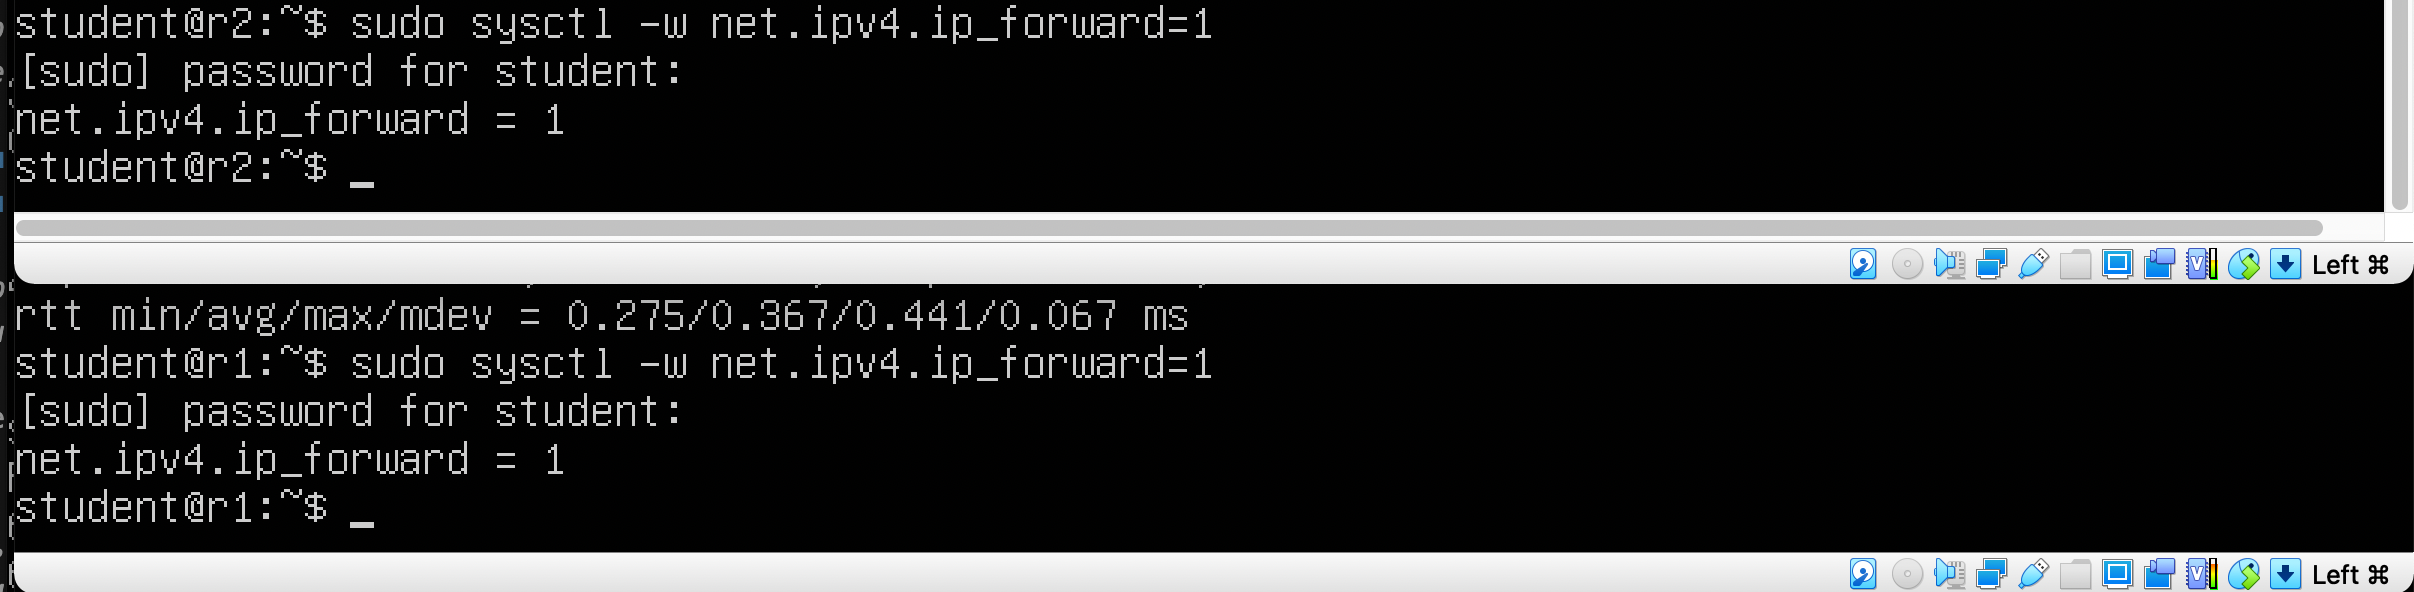 student@r2:~$ sudo sysctl -w net.ipv4.ip_forward=1
[sudo] password for student:
net.ipv4.ip_forward = 1
student@r2:~$ _
Left ⌘
rtt min/avg/max/mdev = 0.275/0.367/0.441/0.067 ms
student@r1:~$ sudo sysctl -w net.ipv4.ip_forward=1
[sudo] password for student:
net.ipv4.ip_forward = 1
student@r1:~$ _
Left ⌘